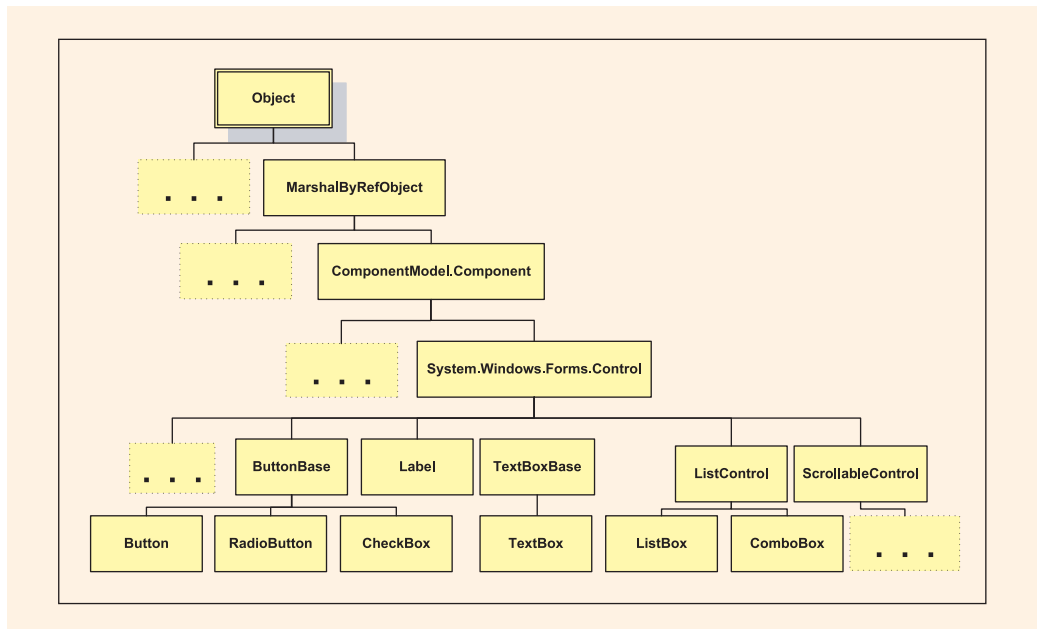 Object
. . .
MarshalByRefObject
. . .
ComponentModel.Component
. . .
System.Windows.Forms.Control
. . .
ButtonBase
Label
TextBoxBase
ListControl
ScrollableControl
Button
RadioButton
CheckBox
TextBox
ListBox
ComboBox
. . .